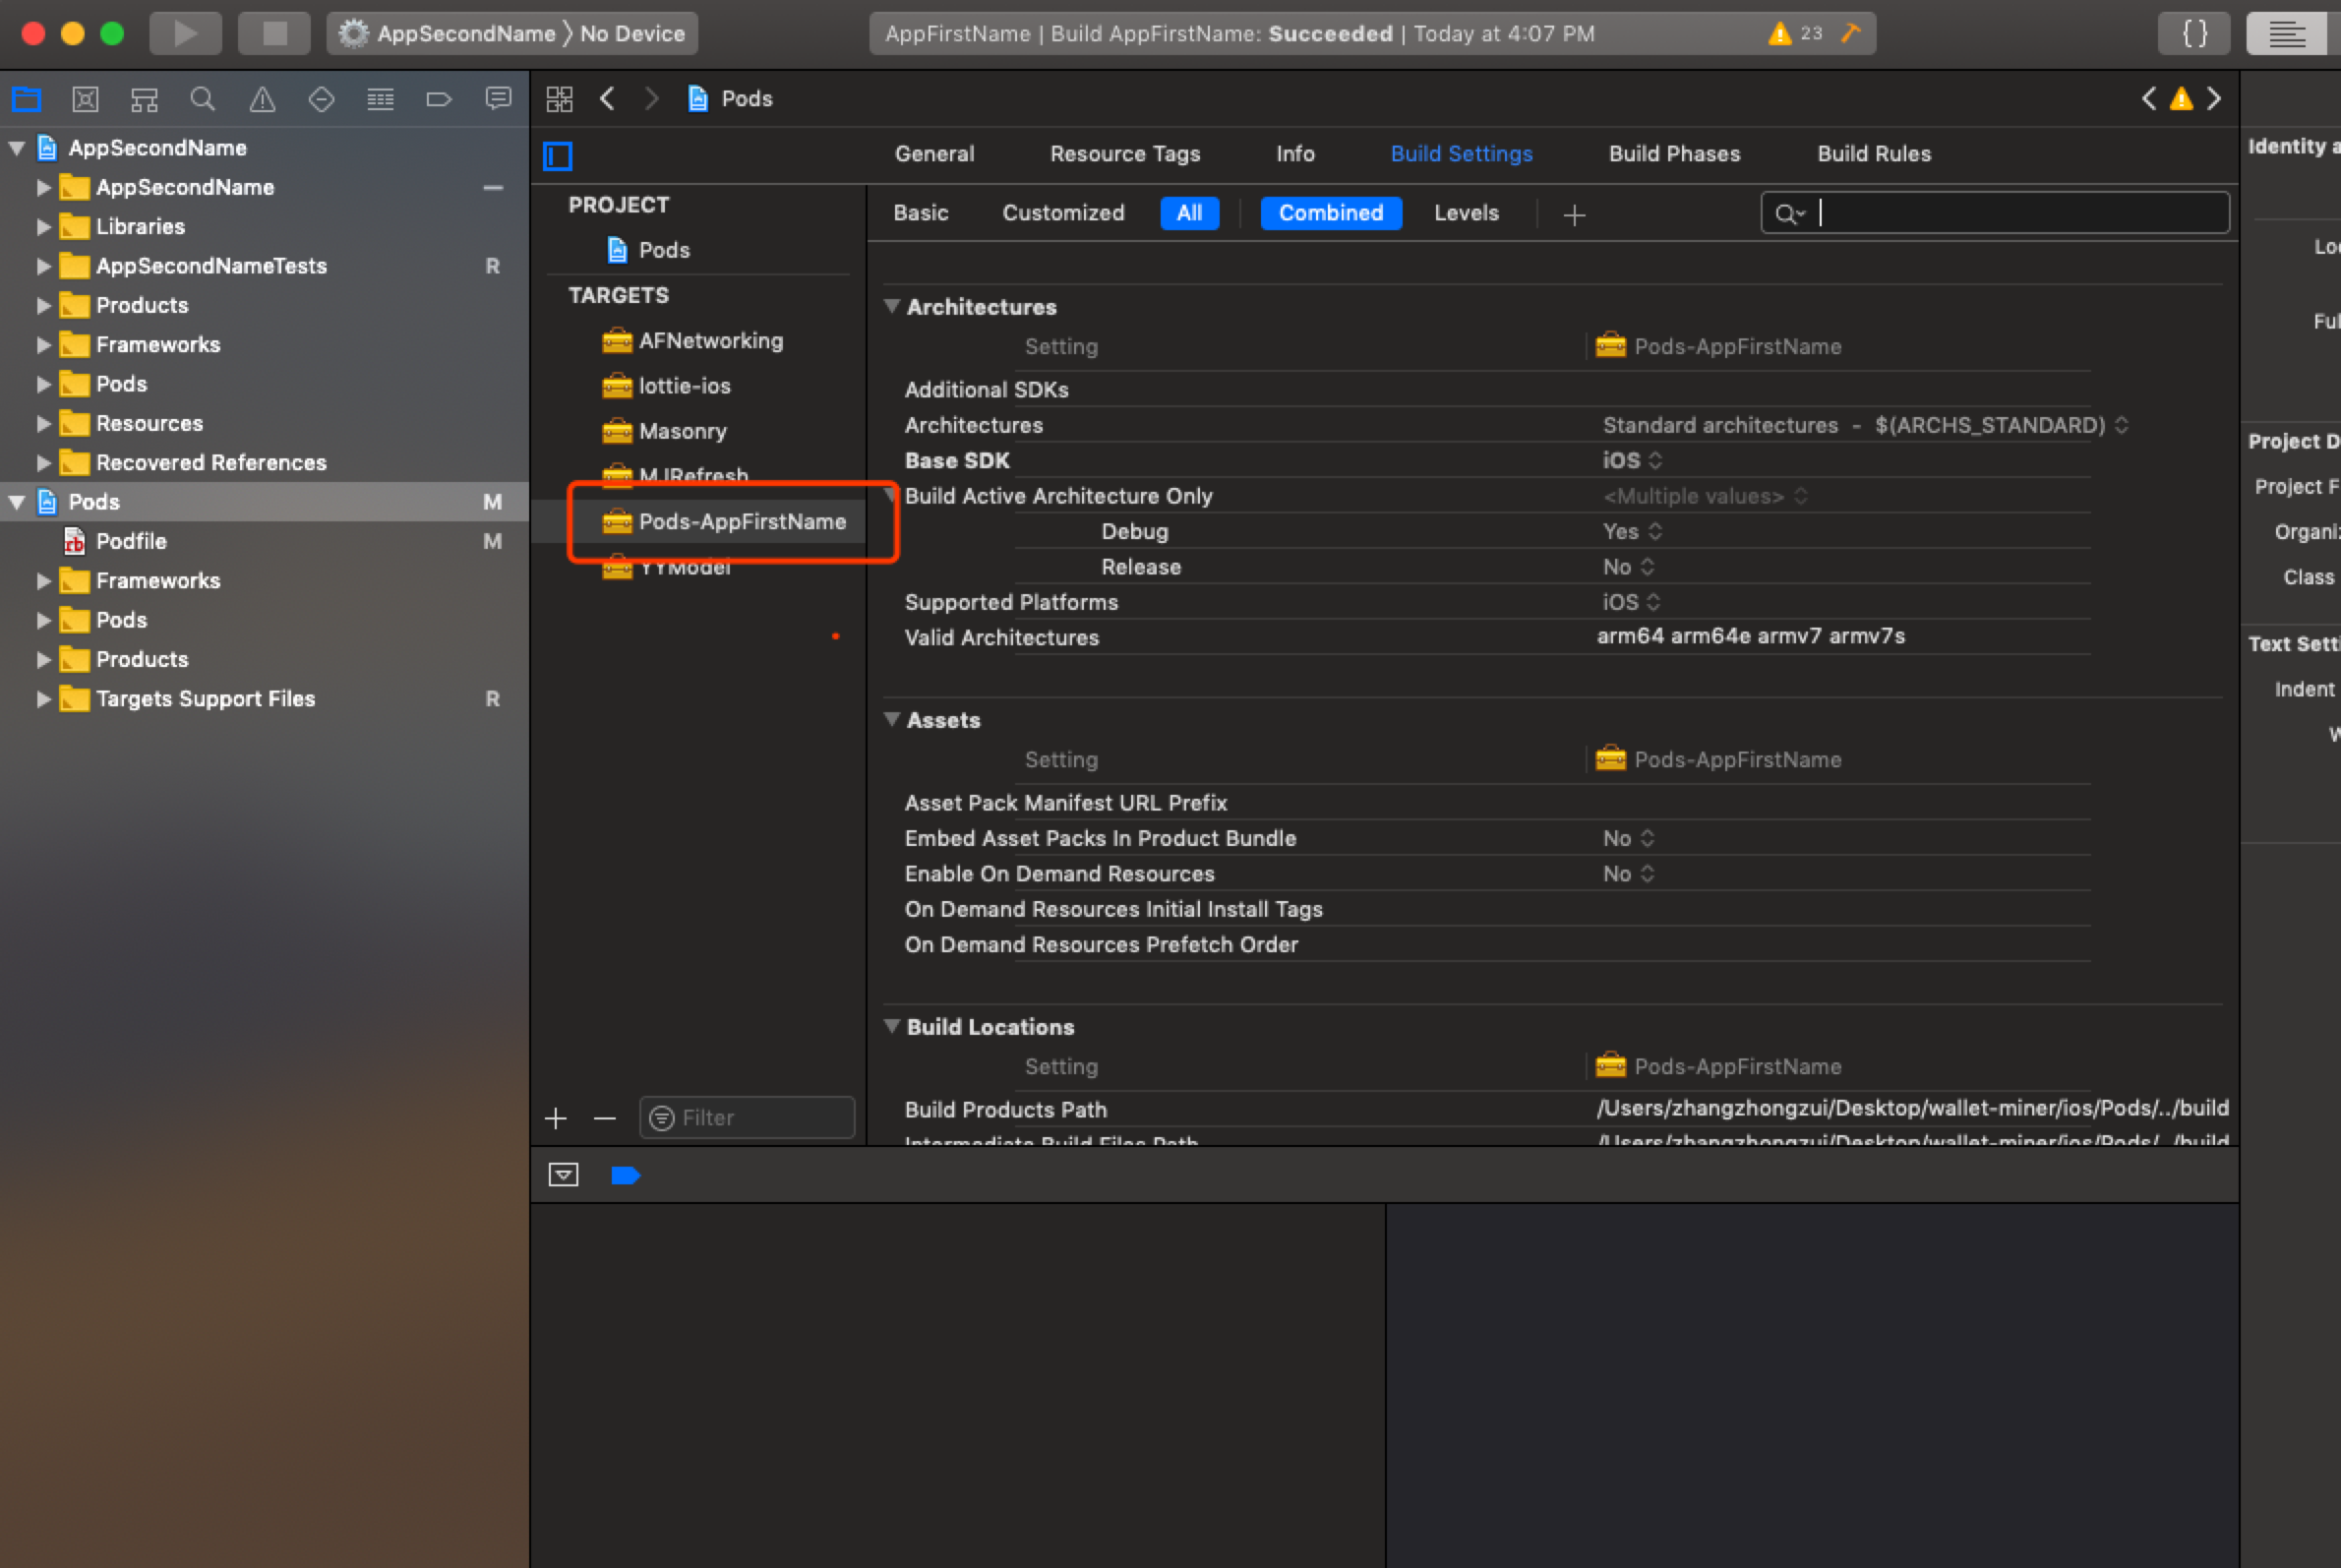 AppSecondName 〉 No Device
AppFirstName | Build AppFirstName: Succeeded | Today at 4:07 PM
23
{}
AppSecondName
AppSecondName
Libraries
AppSecondNameTests R
Products
Frameworks
Pods
Resources
Recovered References
Pods M
rb Podfile M
Frameworks
Pods
Products
Targets Support Files R
Pods
General Resource Tags Info Build Settings Build Phases Build Rules
PROJECT
Pods
TARGETS
AFNetworking
lottie-ios
Masonry
MJRefresh
Pods-AppFirstName
YYModel
Filter
Basic Customized All Combined Levels
Architectures
Setting Pods-AppFirstName
Additional SDKs
Architectures Standard architectures - $(ARCHS_STANDARD)
Base SDK iOS
Build Active Architecture Only <Multiple values>
Debug Yes
Release No
Supported Platforms iOS
Valid Architectures arm64 arm64e armv7 armv7s
Assets
Setting Pods-AppFirstName
Asset Pack Manifest URL Prefix
Embed Asset Packs In Product Bundle No
Enable On Demand Resources No
On Demand Resources Initial Install Tags
On Demand Resources Prefetch Order
Build Locations
Setting Pods-AppFirstName
Build Products Path /Users/zhangzhongzui/Desktop/wallet-miner/ios/Pods/../build
Intermediate Build Files Path /Users/zhangzhongzui/Desktop/wallet-miner/ios/Pods/../build
Identity a
Loc
Ful
Project D
Project F
Organiz
Class
Text Setti
Indent
W